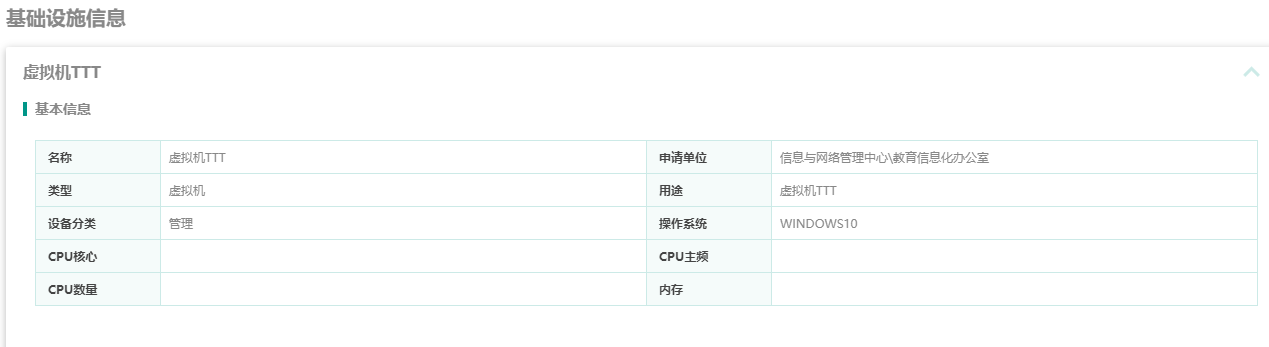 基础设施信息
虚拟机TTT
基本信息
名称 虚拟机TTT 申请单位 信息与网络管理中心\教育信息化办公室
类型 虚拟机 用途 虚拟机TTT
设备分类 管理 操作系统 WINDOWS10
CPU核心 CPU主频
CPU数量 内存